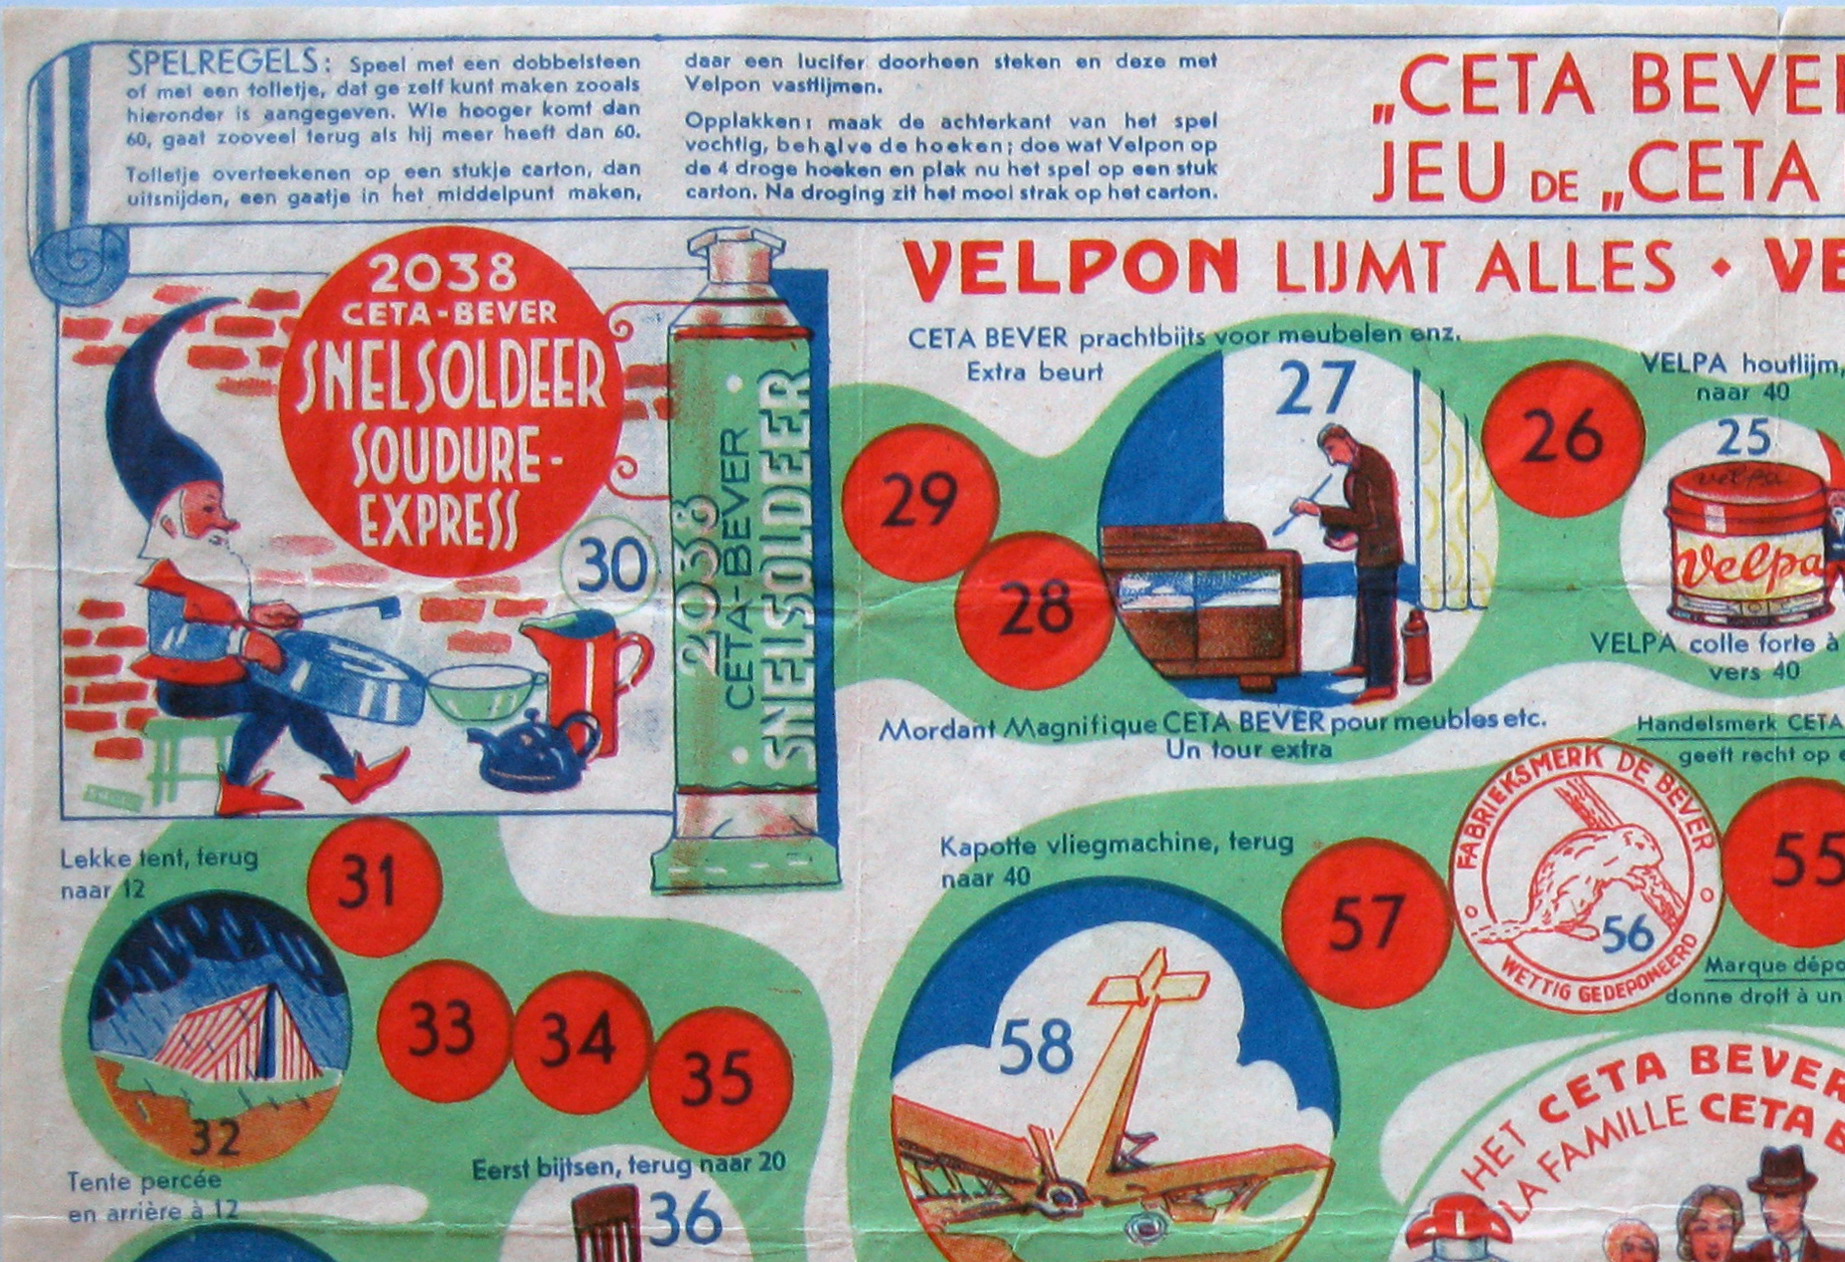 SPELREGELS: Speel met een dobbelsteen
of met een tolletje, dat ge zelf kunt maken zooals
hieronder is aangegeven. Wie hooger komt dan
60, gaat zooveel terug als hij meer heeft dan 60.
Tolletje overteekenen op een stukje carton, dan
uitsnijden, een gaatje in het middelpunt maken,
daar een lucifer doorheen steken en deze met
Velpon vastlijmen.
Opplakken: maak de achterkant van het spel
vochtig, behalve de hoeken; doe wat Velpon op
de 4 droge hoeken en plak nu het spel op een stuk
carton. Na droging zit het mooi strak op het carton.
„CETA BEVER
JEU DE „CETA
VELPON LIJMT ALLES • VE
2038
CETA-BEVER
SNELSOLDEER
SOUDURE-
EXPRESS
30
2038
CETA-BEVER
• SNELSOLDEER •
CETA BEVER prachtbijts voor meubelen enz.
Extra beurt
27
29
28
26
VELPA houtlijm,
naar 40
25
velpa
Velpa
VELPA colle forte à
vers 40
Mordant Magnifique CETA BEVER pour meubles etc.
Un tour extra
Handelsmerk CETA
geeft recht op
FABRIEKSMERK DE BEVER
56
WETTIG GEDEPONEERD
55
57
Marque dépo
donne droit à un
Kapotte vliegmachine, terug
naar 40
58
Lekke tent, terug
naar 12
31
32
33
34
35
Tente percée
en arrière à 12
Eerst bijtsen, terug naar 20
36
HET CETA BEVER
LA FAMILLE CETA B